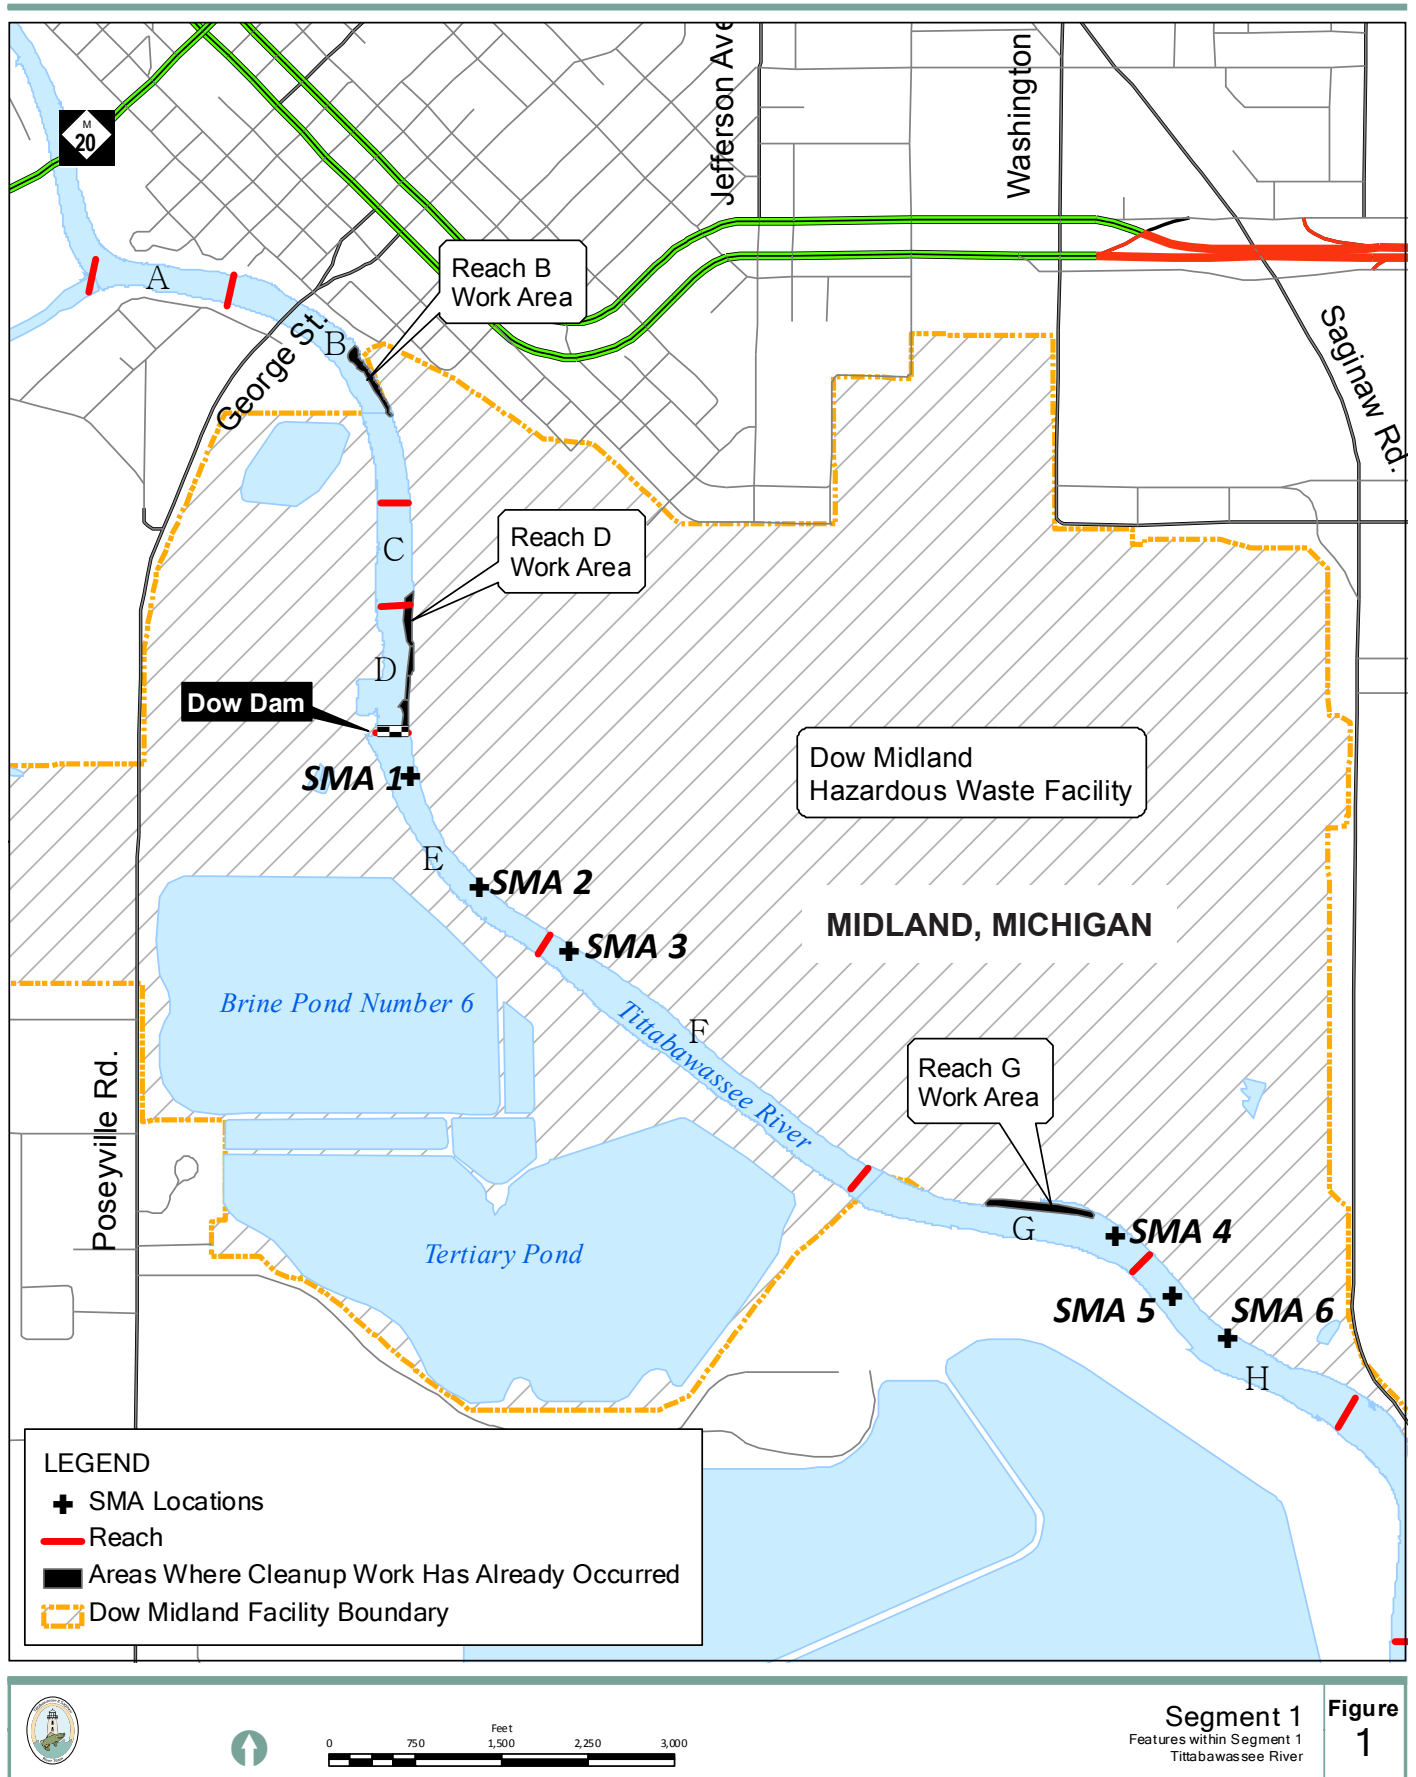 Jefferson Ave
Washington
M
20
A
Reach B
Work Area
B
George St.
Saginaw Rd.
C
Reach D
Work Area
D
Dow Dam
SMA 1
Dow Midland
Hazardous Waste Facility
E
SMA 2
MIDLAND, MICHIGAN
SMA 3
Brine Pond Number 6
F
Tittabawassee River
Reach G
Work Area
Poseyville Rd.
G
SMA 4
Tertiary Pond
SMA 5
SMA 6
H
LEGEND
SMA Locations
Reach
Areas Where Cleanup Work Has Already Occurred
Dow Midland Facility Boundary
Feet
0 750 1,500 2,250 3,000
Segment 1
Features within Segment 1
Tittabawassee River
Figure
1